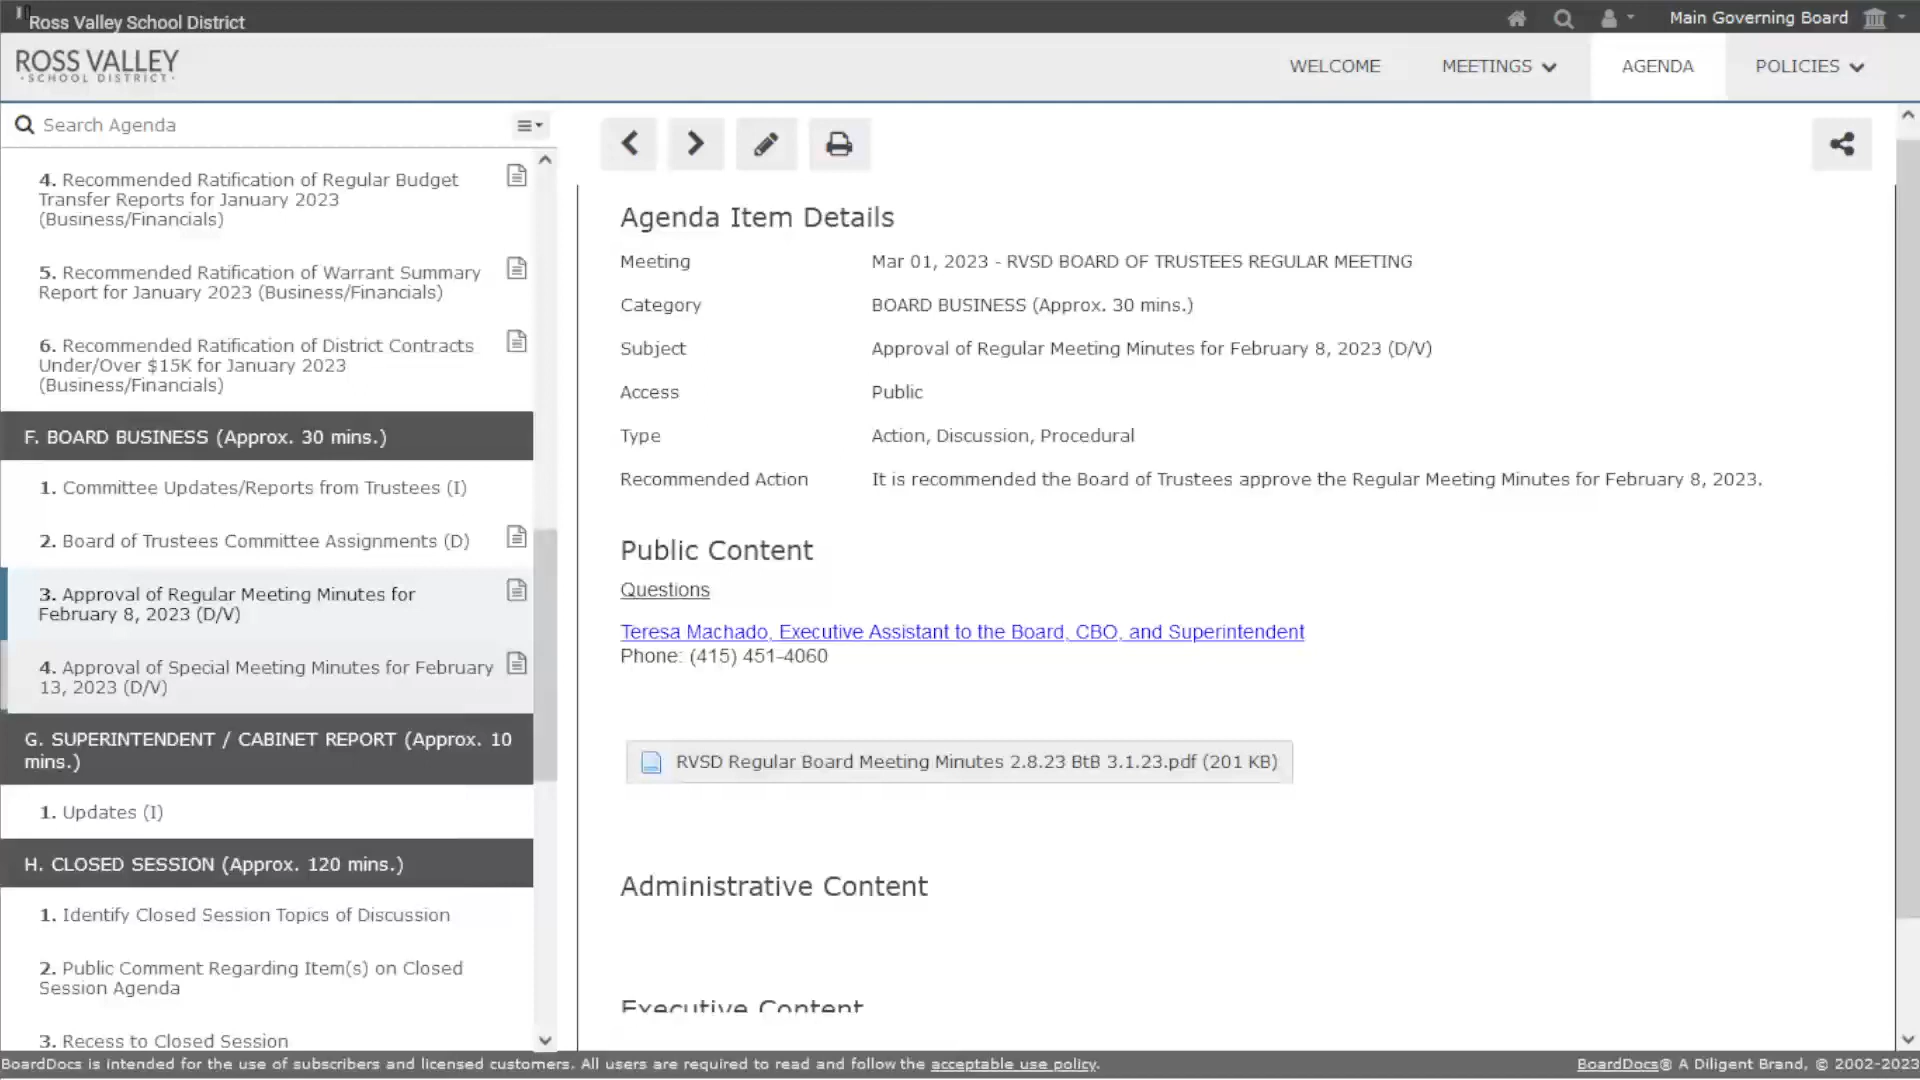 Ross Valley School District
Main Governing Board
ROSS VALLEY
·SCHOOL DISTRICT·
WELCOME
MEETINGS
AGENDA
POLICIES
Search Agenda
4. Recommended Ratification of Regular Budget
Transfer Reports for January 2023
(Business/Financials)
5. Recommended Ratification of Warrant Summary
Report for January 2023 (Business/Financials)
6. Recommended Ratification of District Contracts
Under/Over $15K for January 2023
(Business/Financials)
F. BOARD BUSINESS (Approx. 30 mins.)
1. Committee Updates/Reports from Trustees (I)
2. Board of Trustees Committee Assignments (D)
3. Approval of Regular Meeting Minutes for
February 8, 2023 (D/V)
4. Approval of Special Meeting Minutes for February
13, 2023 (D/V)
G. SUPERINTENDENT / CABINET REPORT (Approx. 10
mins.)
1. Updates (I)
H. CLOSED SESSION (Approx. 120 mins.)
1. Identify Closed Session Topics of Discussion
2. Public Comment Regarding Item(s) on Closed
Session Agenda
3. Recess to Closed Session
Agenda Item Details
Meeting Mar 01, 2023 - RVSD BOARD OF TRUSTEES REGULAR MEETING
Category BOARD BUSINESS (Approx. 30 mins.)
Subject Approval of Regular Meeting Minutes for February 8, 2023 (D/V)
Access Public
Type Action, Discussion, Procedural
Recommended Action It is recommended the Board of Trustees approve the Regular Meeting Minutes for February 8, 2023.
Public Content
Questions
Teresa Machado, Executive Assistant to the Board, CBO, and Superintendent
Phone: (415) 451-4060
RVSD Regular Board Meeting Minutes 2.8.23 BtB 3.1.23.pdf (201 KB)
Administrative Content
Executive Content
BoardDocs is intended for the use of subscribers and licensed customers. All users are required to read and follow the acceptable use policy.
BoardDocs® A Diligent Brand, © 2002-2023